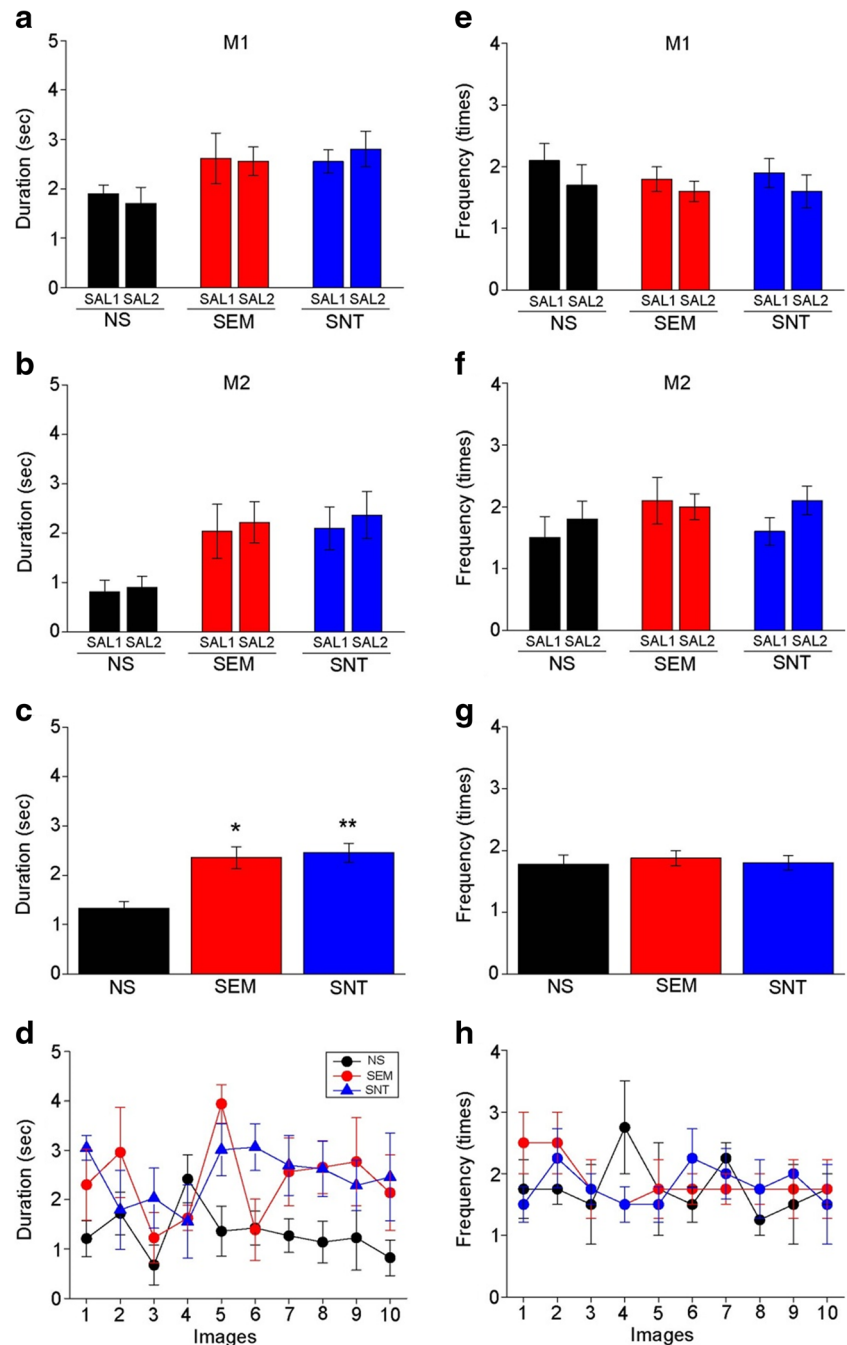 a
M1
5
4
3
2
1
0
Duration (sec)
SAL1 SAL2 SAL1 SAL2 SAL1 SAL2
NS SEM SNT
b
M2
5
4
3
2
1
0
Duration (sec)
SAL1 SAL2 SAL1 SAL2 SAL1 SAL2
NS SEM SNT
c
5
4
3
2
1
0
Duration (sec)
* **
NS SEM SNT
d
5
4
3
2
1
0
Duration (sec)
NS
SEM
SNT
1 2 3 4 5 6 7 8 9 10
Images
e
M1
4
3
2
1
0
Frequency (times)
SAL1 SAL2 SAL1 SAL2 SAL1 SAL2
NS SEM SNT
f
M2
4
3
2
1
0
Frequency (times)
SAL1 SAL2 SAL1 SAL2 SAL1 SAL2
NS SEM SNT
g
4
3
2
1
0
Frequency (times)
NS SEM SNT
h
4
3
2
1
0
Frequency (times)
1 2 3 4 5 6 7 8 9 10
Images